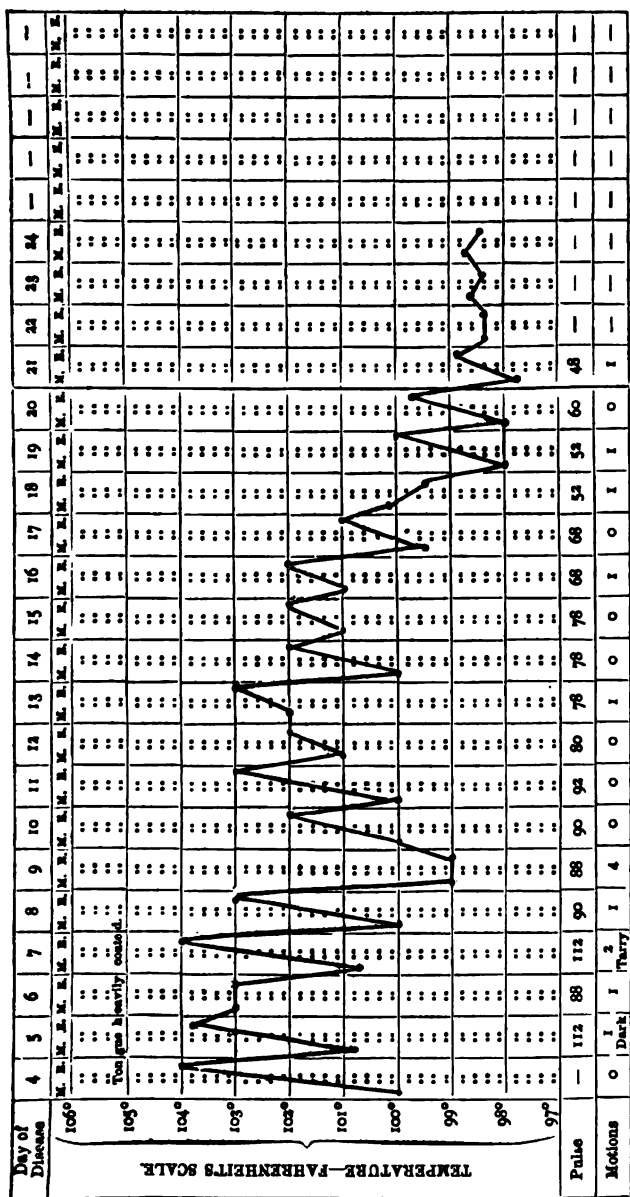 Day of Disease 4 5 6 7 8 9 10 11 12 13 14 15 16 17 18 19 20 21 22 23 24 — — — — —
M. E. M. E. M. E. M. E. M. E. M. E. M. E. M. E. M. E. M. E. M. E. M. E. M. E. M. E. M. E. M. E. M. E. M. E. M. E. M. E. M. E. M. E. M. E. M. E. M. E. M. E.
TEMPERATURE—FAHRENHEITS SCALE.
106°
105°
Tongue heavily coated.
104°
103°
102°
101°
100°
99°
98°
97°
Pulse — 112 88 112 90 88 90 92 80 78 78 78 68 68 52 52 60 48 — — — — — — — —
Motions 0 1 1 2 1 4 0 0 0 1 0 0 1 0 1 1 0 1 — — — — — — — —
Dark Tarry